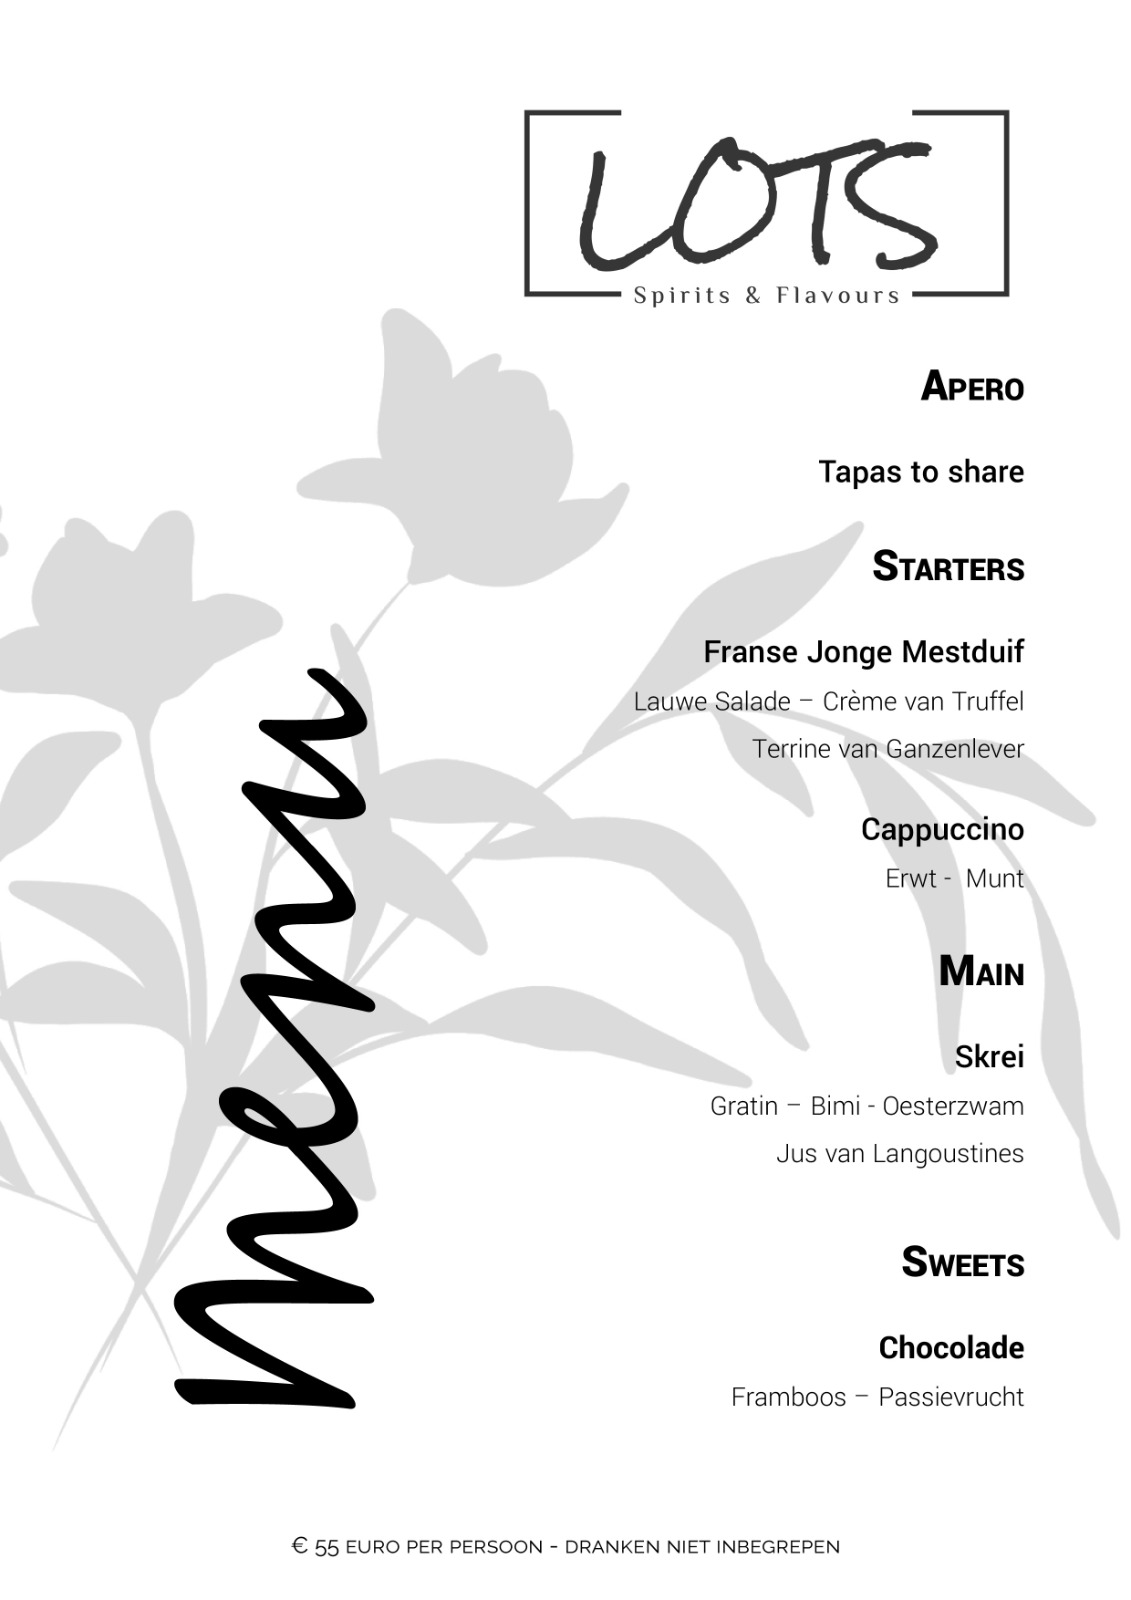 LOTS
Spirits & Flavours
APERO
Tapas to share
STARTERS
Franse Jonge Mestduif
Lauwe Salade – Crème van Truffel
Terrine van Ganzenlever
Cappuccino
Erwt - Munt
MAIN
Skrei
Gratin – Bimi - Oesterzwam
Jus van Langoustines
SWEETS
Chocolade
Framboos – Passievrucht
menu
€ 55 EURO PER PERSOON - DRANKEN NIET INBEGREPEN